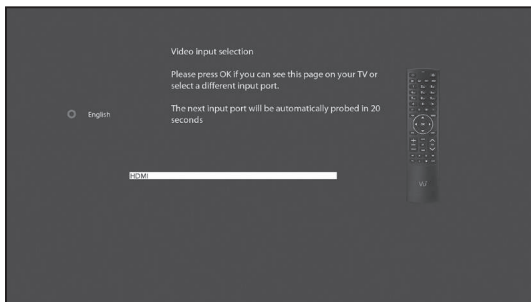 Video input selection
Please press OK if you can see this page on your TV or
select a different input port.
The next input port will be automatically probed in 20
seconds
English
HDMI